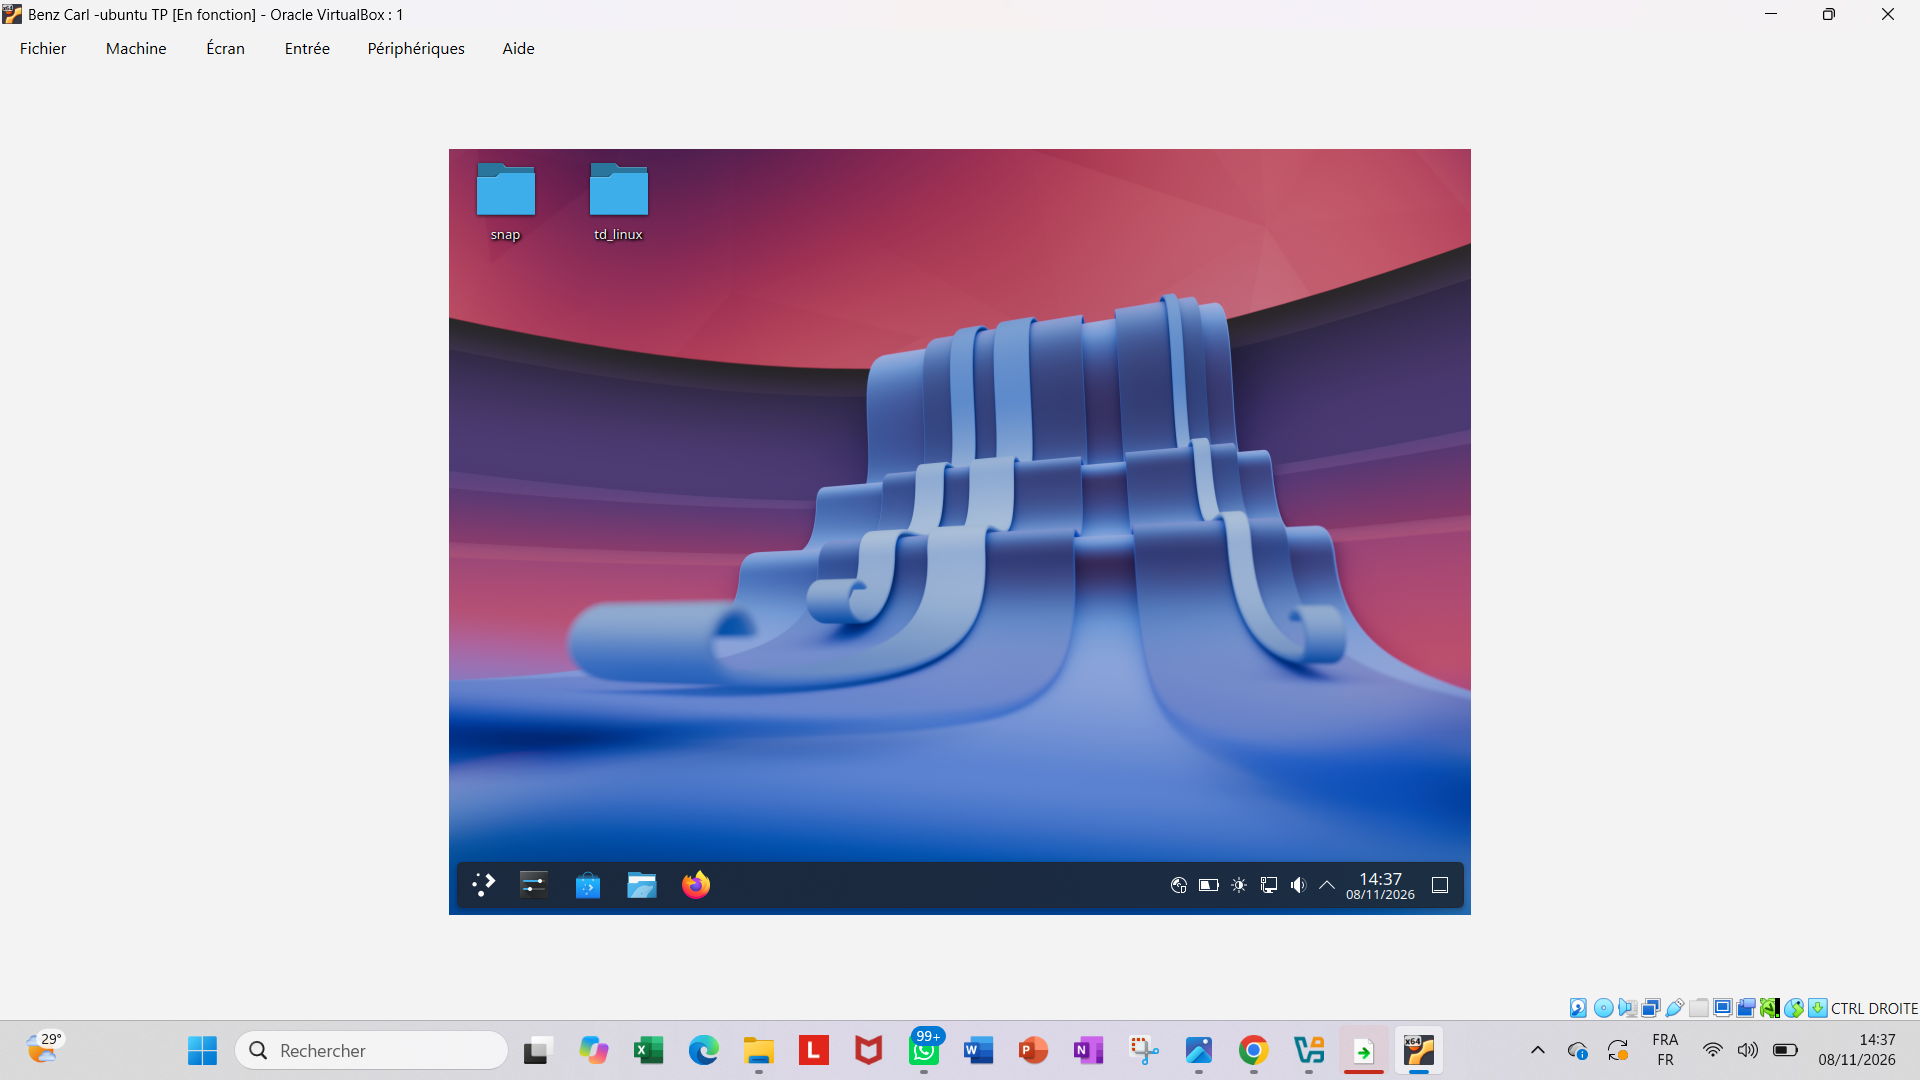 Benz Carl -ubuntu TP [En fonction] - Oracle VirtualBox : 1
Fichier Machine Écran Entrée Périphériques Aide
snap td_linux
14:37
08/11/2026
CTRL DROITE
29°
Rechercher
99+
FRA
FR
14:37
08/11/2026